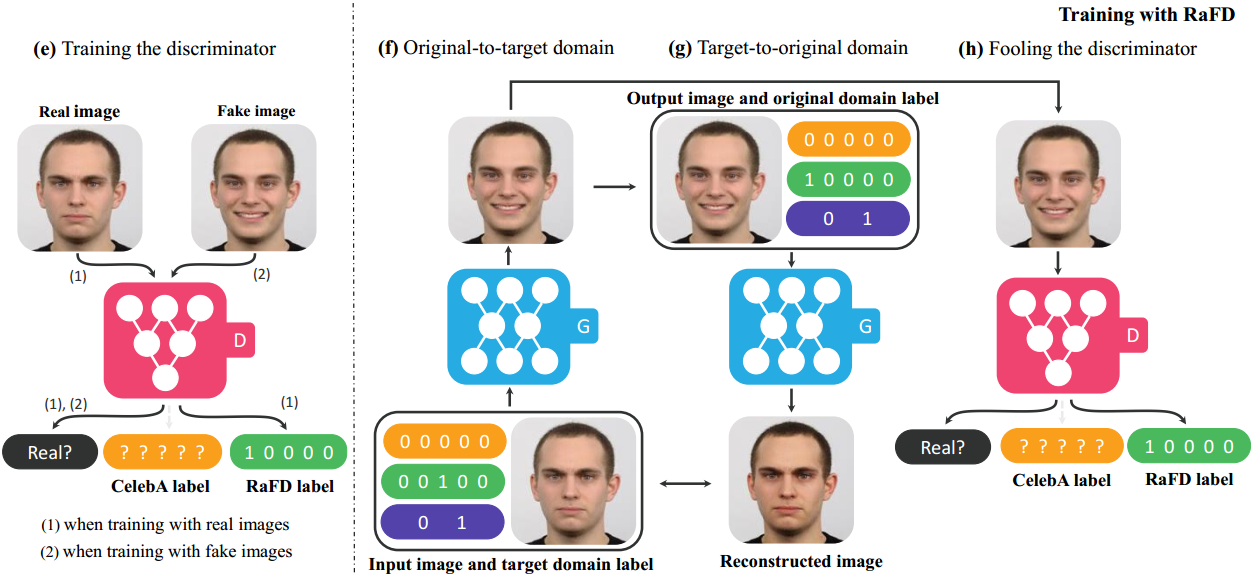 Training with RaFD
(e) Training the discriminator
(f) Original-to-target domain
(g) Target-to-original domain
(h) Fooling the discriminator
Real image
Fake image
(1)
(2)
D
(1), (2)
(1)
Real?
? ? ? ? ?
1 0 0 0 0
CelebA label
RaFD label
(1) when training with real images
(2) when training with fake images
G
0 0 0 0 0
0 0 1 0 0
0 1
Input image and target domain label
Output image and original domain label
0 0 0 0 0
1 0 0 0 0
0 1
G
Reconstructed image
D
Real?
? ? ? ? ?
1 0 0 0 0
CelebA label
RaFD label